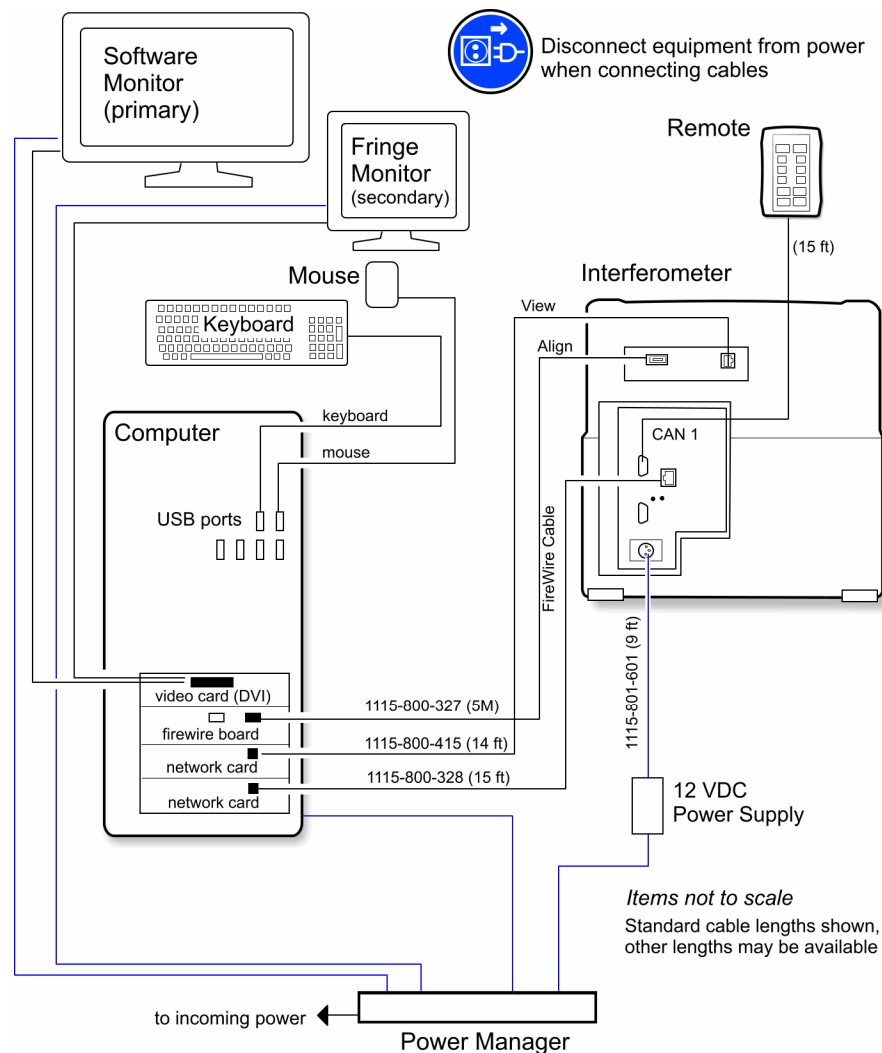 Software
Monitor
(primary)
Disconnect equipment from power
when connecting cables
Fringe
Monitor
(secondary)
Remote
(15 ft)
Mouse
Interferometer
Keyboard
View
Align
keyboard
Computer
mouse
CAN 1
USB ports
FireWire Cable
1115-801-601 (9 ft)
video card (DVI)
1115-800-327 (5M)
firewire board
1115-800-415 (14 ft)
network card
1115-800-328 (15 ft)
network card
12 VDC
Power Supply
Items not to scale
Standard cable lengths shown,
other lengths may be available
to incoming power
Power Manager